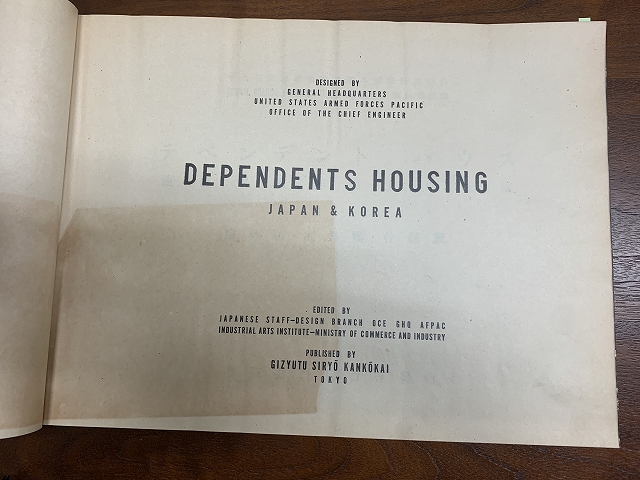 DESIGNED BY
GENERAL HEADQUARTERS
UNITED STATES ARMED FORCES PACIFIC
OFFICE OF THE CHIEF ENGINEER
DEPENDENTS HOUSING
JAPAN & KOREA
EDITED BY
JAPANESE STAFF—DESIGN BRANCH OCE GHQ AFPAC
INDUSTRIAL ARTS INSTITUTE—MINISTRY OF COMMERCE AND INDUSTRY
PUBLISHED BY
GIZYUTU SIRYŌ KANKŌKAI
TOKYO